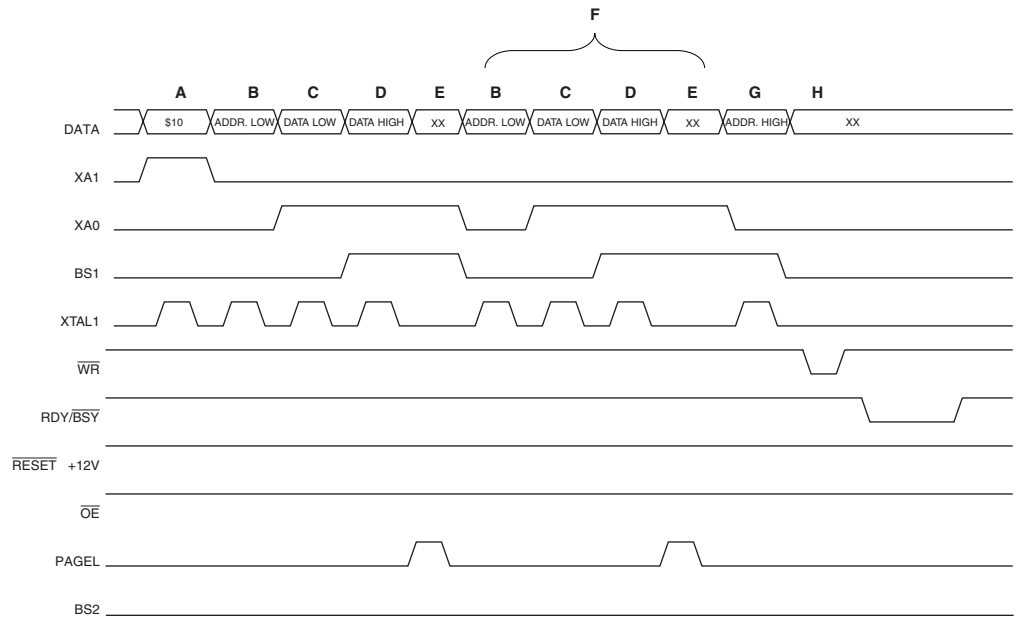 F
A B C D E B C D E G H
DATA $10 ADDR. LOW DATA LOW DATA HIGH XX ADDR. LOW DATA LOW DATA HIGH XX ADDR. HIGH XX
XA1
XA0
BS1
XTAL1
WR
RDY/BSY
RESET +12V
OE
PAGEL
BS2